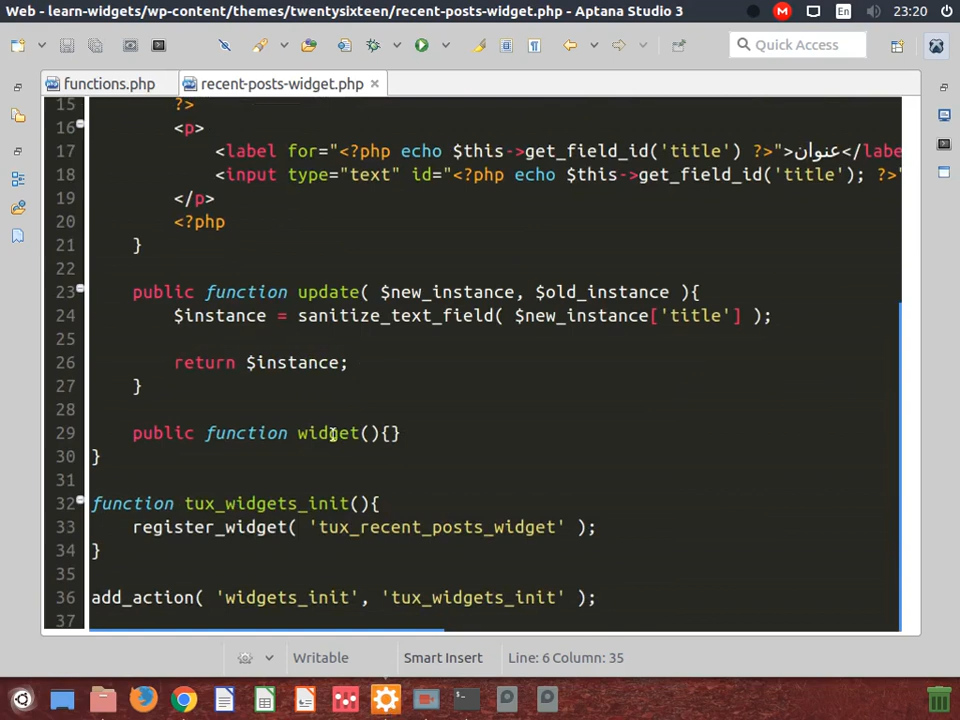 Web - learn-widgets/wp-content/themes/twentysixteen/recent-posts-widget.php - Aptana Studio 3
M
En
23:20
Quick Access
functions.php
recent-posts-widget.php
15 ?>
16 <p>
17 <label for="<?php echo $this->get_field_id('title') ?>">عنوان</labe
18 <input type="text" id="<?php echo $this->get_field_id('title'); ?>"
19 </p>
20 <?php
21 }
22
23 public function update( $new_instance, $old_instance ){
24 $instance = sanitize_text_field( $new_instance['title'] );
25
26 return $instance;
27 }
28
29 public function widget(){}
30 }
31
32 function tux_widgets_init(){
33 register_widget( 'tux_recent_posts_widget' );
34 }
35
36 add_action( 'widgets_init', 'tux_widgets_init' );
37
Writable
Smart Insert
Line: 6 Column: 35